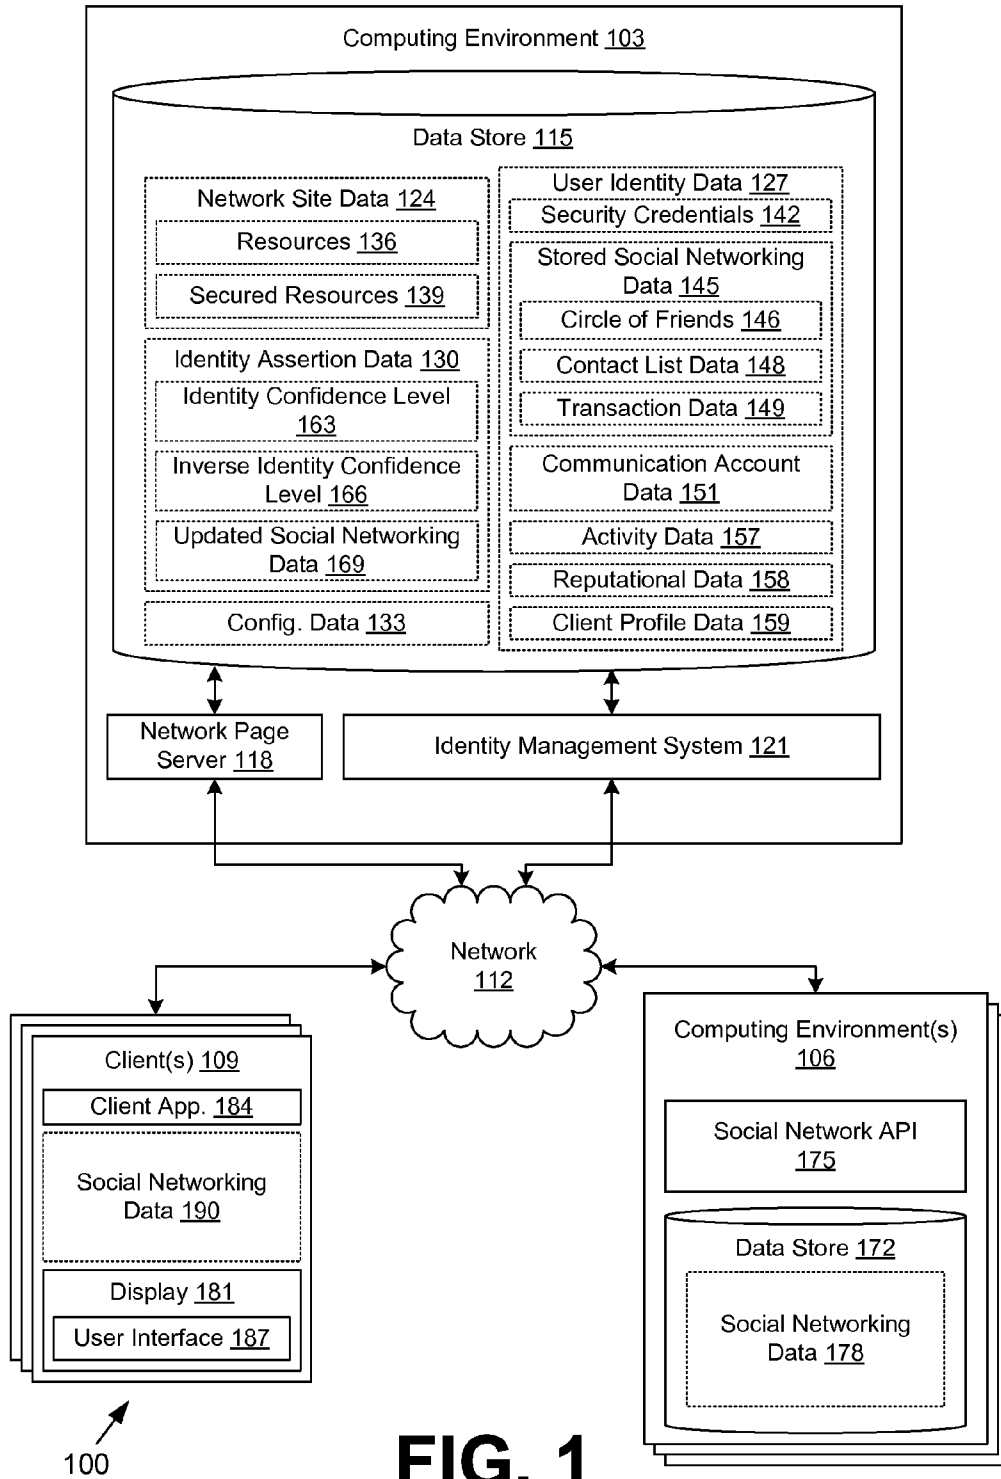 Computing Environment 103
Data Store 115
Network Site Data 124
Resources 136
Secured Resources 139
Identity Assertion Data 130
Identity Confidence Level
163
Inverse Identity Confidence
Level 166
Updated Social Networking
Data 169
Config. Data 133
User Identity Data 127
Security Credentials 142
Stored Social Networking
Data 145
Circle of Friends 146
Contact List Data 148
Transaction Data 149
Communication Account
Data 151
Activity Data 157
Reputational Data 158
Client Profile Data 159
Network Page
Server 118
Identity Management System 121
Network
112
Client(s) 109
Client App. 184
Social Networking
Data 190
Display 181
User Interface 187
Computing Environment(s)
106
Social Network API
175
Data Store 172
Social Networking
Data 178
100
FIG. 1